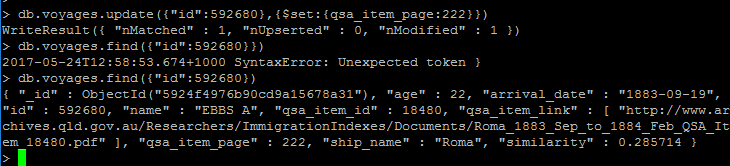 > db.voyages.update({"id":592680},{$set:{qsa_item_page:222}})
WriteResult({ "nMatched" : 1, "nUpserted" : 0, "nModified" : 1 })
> db.voyages.find({"id":592680}})
2017-05-24T12:58:53.674+1000 SyntaxError: Unexpected token }
> db.voyages.find({"id":592680})
{ "_id" : ObjectId("5924f4976b90cd9a15678a31"), "age" : 22, "arrival_date" : "1883-09-19",
"id" : 592680, "name" : "EBBS A", "qsa_item_id" : 18480, "qsa_item_link" : [ "http://www.ar
chives.qld.gov.au/Researchers/ImmigrationIndexes/Documents/Roma_1883_Sep_to_1884_Feb_QSA_It
em_18480.pdf" ], "qsa_item_page" : 222, "ship_name" : "Roma", "similarity" : 0.285714 }
>